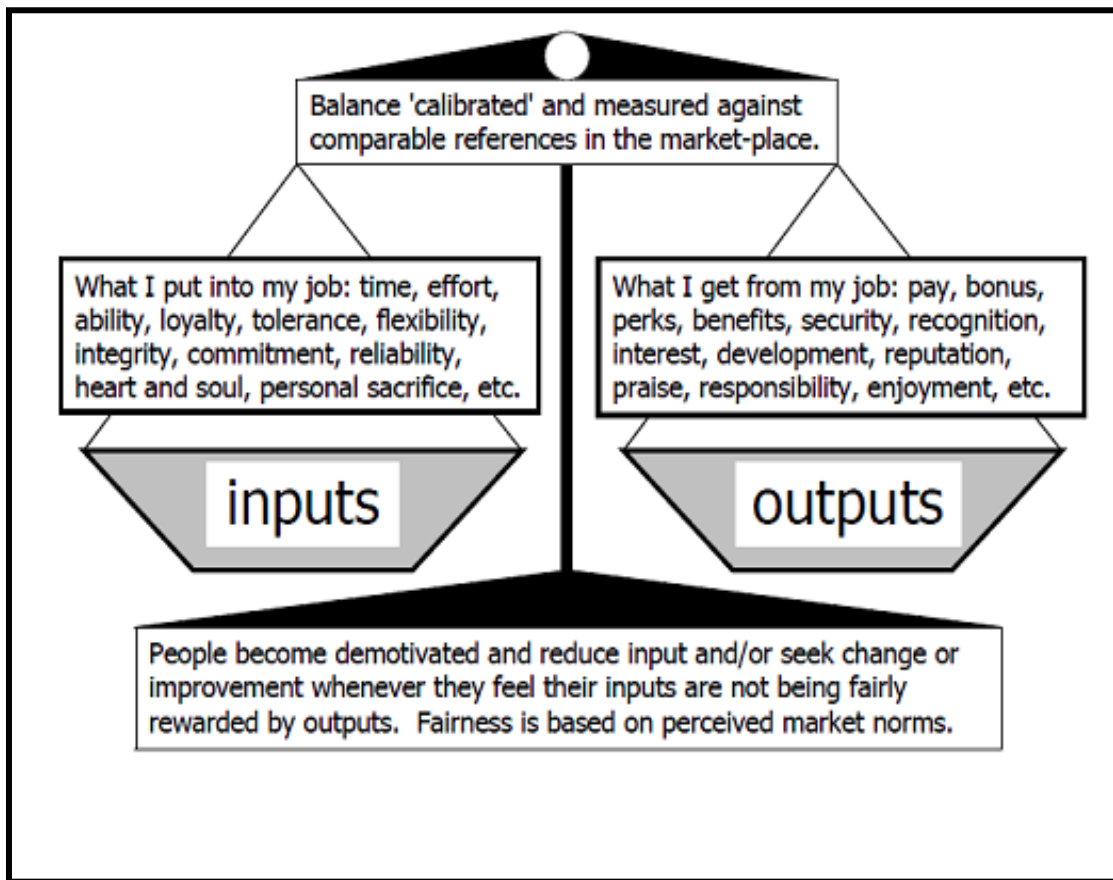 Balance 'calibrated' and measured against
comparable references in the market-place.
What I put into my job: time, effort,
ability, loyalty, tolerance, flexibility,
integrity, commitment, reliability,
heart and soul, personal sacrifice, etc.
What I get from my job: pay, bonus,
perks, benefits, security, recognition,
interest, development, reputation,
praise, responsibility, enjoyment, etc.
inputs
outputs
People become demotivated and reduce input and/or seek change or
improvement whenever they feel their inputs are not being fairly
rewarded by outputs.  Fairness is based on perceived market norms.